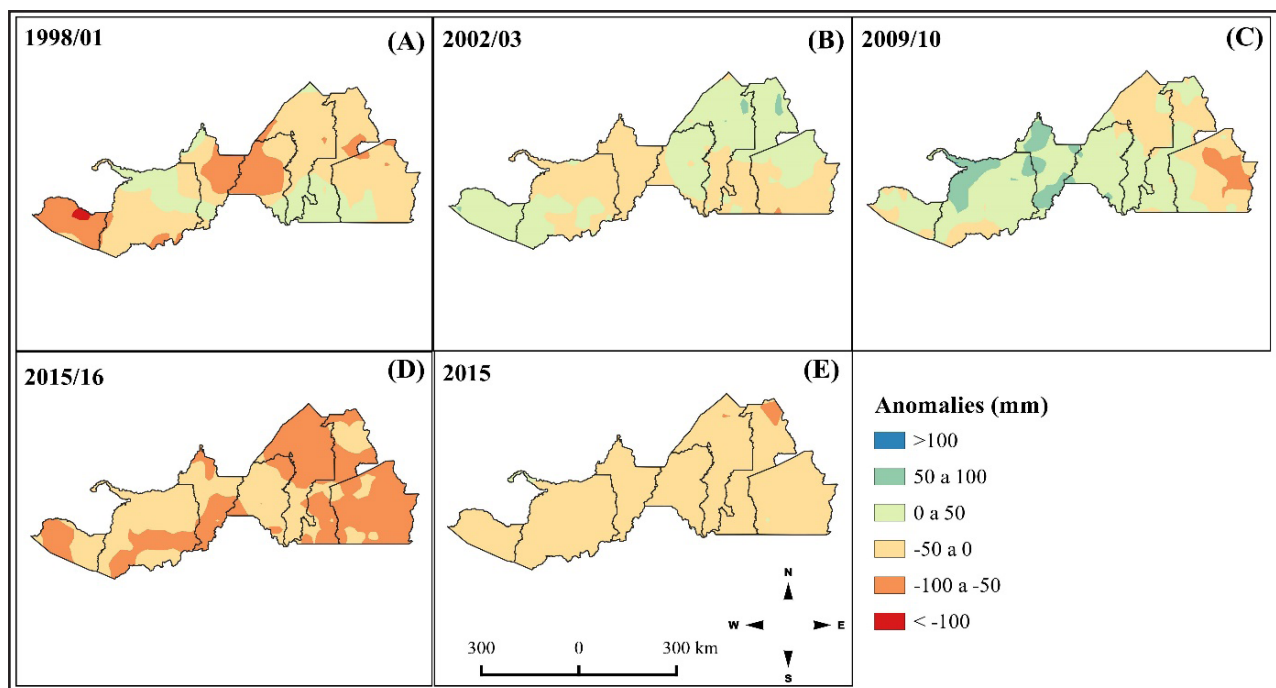 1998/01
(A)
2002/03
(B)
2009/10
(C)
2015/16
(D)
2015
(E)
Anomalies (mm)
>100
50 a 100
0 a 50
-50 a 0
-100 a -50
< -100
N
W
E
S
300
0
300 km